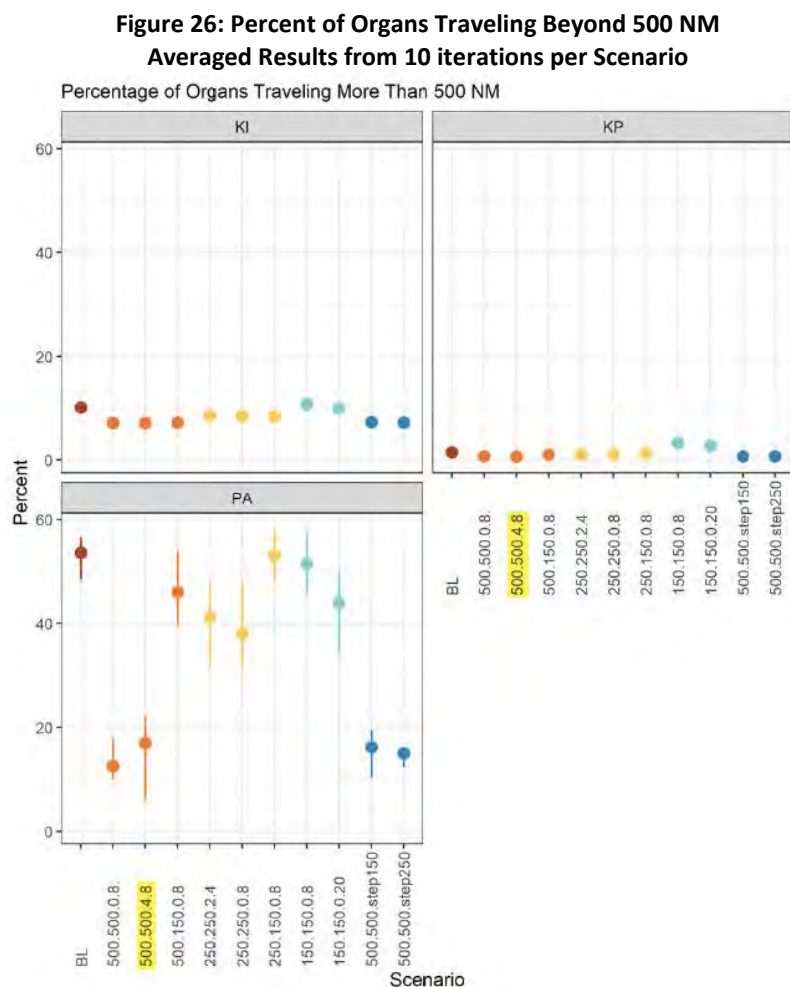 Figure 26: Percent of Organs Traveling Beyond 500 NM
Averaged Results from 10 iterations per Scenario
Percentage of Organs Traveling More Than 500 NM
KI
KP
60
40
20
0
PA
60
40
20
0
Percent
BL
500.500.0.8.
500.500.4.8
500.150.0.8
250.250.2.4
250.250.0.8
250.150.0.8
150.150.0.8
150.150.0.20
500.500.step150
500.500.step250
BL
500.500.0.8.
500.500.4.8
500.150.0.8
250.250.2.4
250.250.0.8
250.150.0.8
150.150.0.8
150.150.0.20
500.500.step150
500.500.step250
Scenario